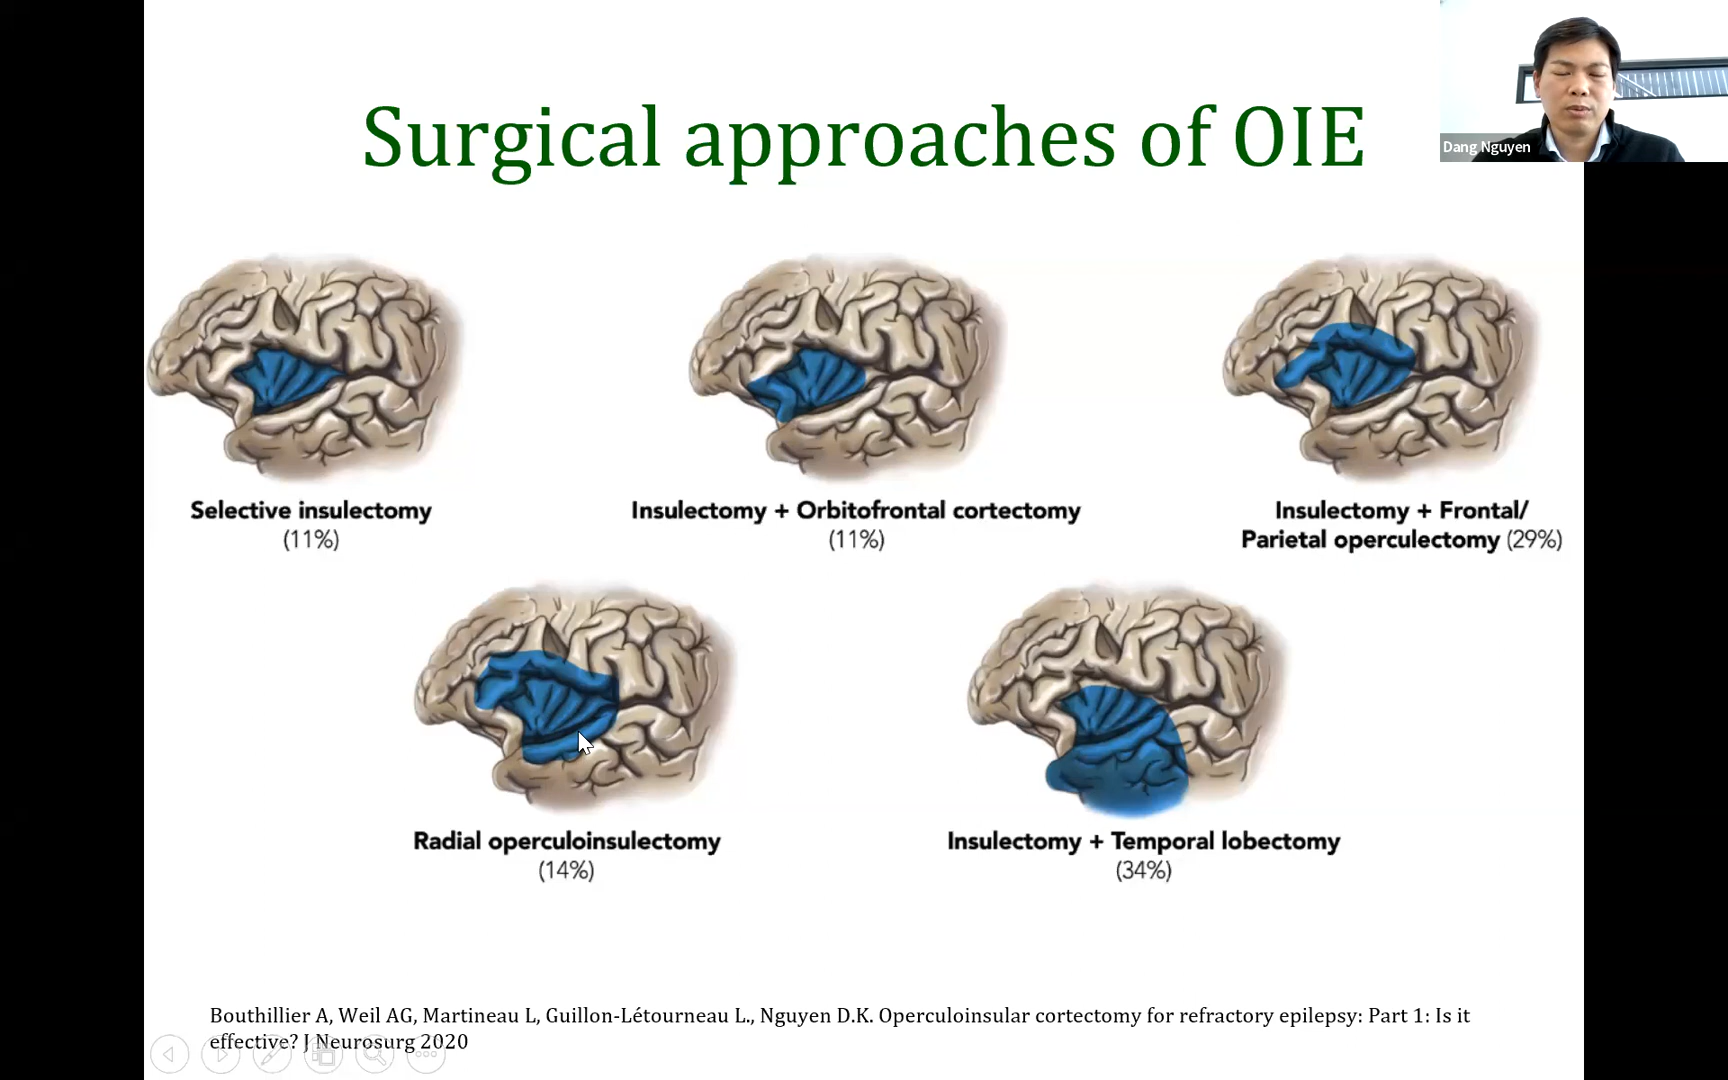 Surgical approaches of OIE
Dang Nguyen
Selective insulectomy
(11%)
Insulectomy + Orbitofrontal cortectomy
(11%)
Insulectomy + Frontal/
Parietal operculectomy (29%)
Radial operculoinsulectomy
(14%)
Insulectomy + Temporal lobectomy
(34%)
Bouthillier A, Weil AG, Martineau L, Guillon-Létourneau L., Nguyen D.K. Operculoinsular cortectomy for refractory epilepsy: Part 1: Is it
effective? J Neurosurg 2020